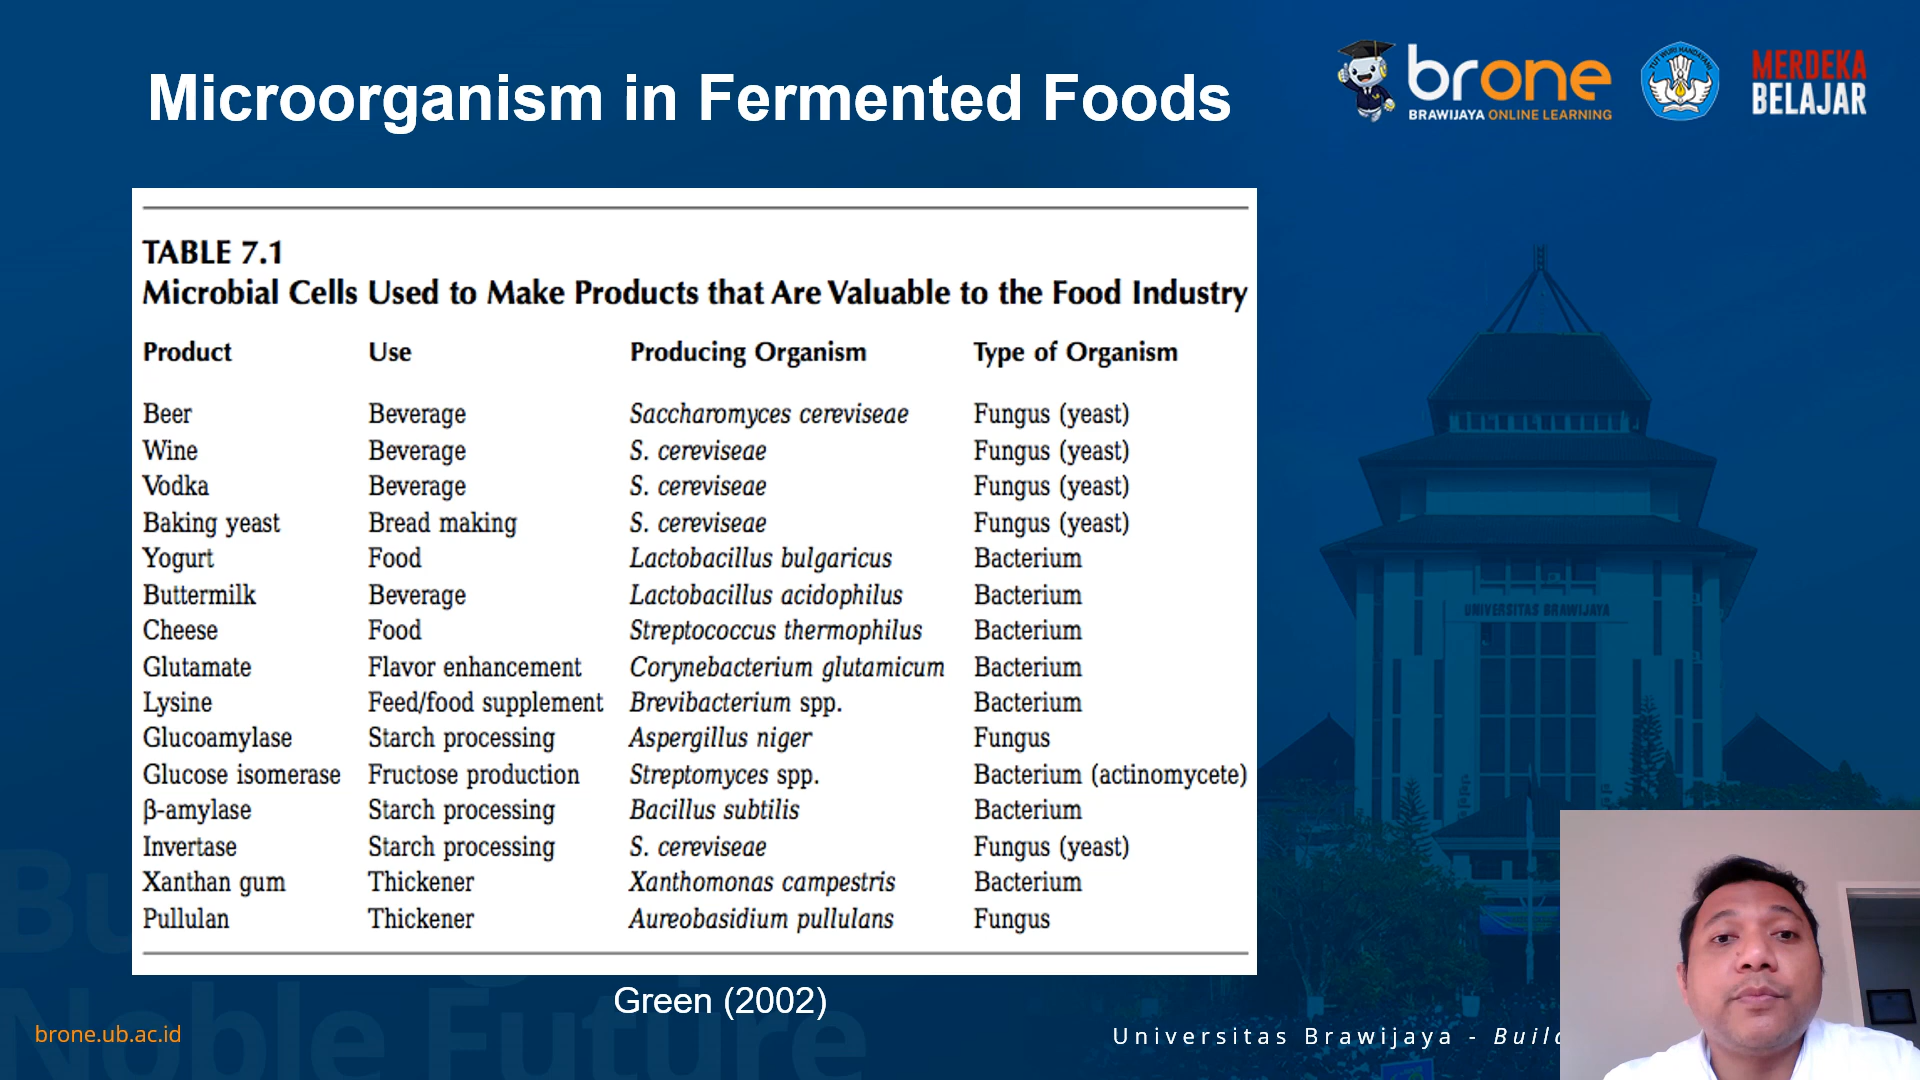 Microorganism in Fermented Foods
brone
BRAWIJAYA ONLINE LEARNING
TUT WURI HANDAYANI
MERDEKA
BELAJAR
TABLE 7.1
Microbial Cells Used to Make Products that Are Valuable to the Food Industry
Product Use Producing Organism Type of Organism
Beer Beverage Saccharomyces cereviseae Fungus (yeast)
Wine Beverage S. cereviseae Fungus (yeast)
Vodka Beverage S. cereviseae Fungus (yeast)
Baking yeast Bread making S. cereviseae Fungus (yeast)
Yogurt Food Lactobacillus bulgaricus Bacterium
Buttermilk Beverage Lactobacillus acidophilus Bacterium
Cheese Food Streptococcus thermophilus Bacterium
Glutamate Flavor enhancement Corynebacterium glutamicum Bacterium
Lysine Feed/food supplement Brevibacterium spp. Bacterium
Glucoamylase Starch processing Aspergillus niger Fungus
Glucose isomerase Fructose production Streptomyces spp. Bacterium (actinomycete)
β-amylase Starch processing Bacillus subtilis Bacterium
Invertase Starch processing S. cereviseae Fungus (yeast)
Xanthan gum Thickener Xanthomonas campestris Bacterium
Pullulan Thickener Aureobasidium pullulans Fungus
UNIVERSITAS BRAWIJAYA
Green (2002)
Noble Future
brone.ub.ac.id
Universitas Brawijaya - Build